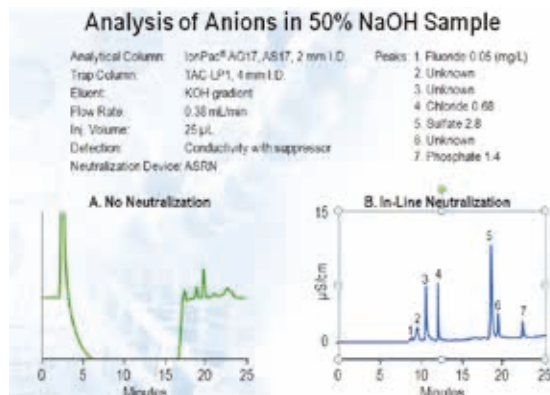 Analysis of Anions in 50% NaOH Sample
Analytical Column: IonPac® AG17, AS17, 2 mm I.D.
Trap Column: TAC-LP1, 4 mm I.D.
Eluent: KOH gradient
Flow Rate: 0.38 mL/min
Inj. Volume: 25 µL
Detection: Conductivity with suppressor
Neutralization Device: ASRN
Peaks: 1. Fluoride 0.05 (mg/L)
2. Unknown
3. Unknown
4. Chloride 0.68
5. Sulfate 2.8
6. Unknown
7. Phosphate 1.4
A. No Neutralization
0 5 10 15 20 25
Minutes
B. In-Line Neutralization
15
µS/cm
0
1 2 3 4 5 6 7
0 5 10 15 20 25
Minutes